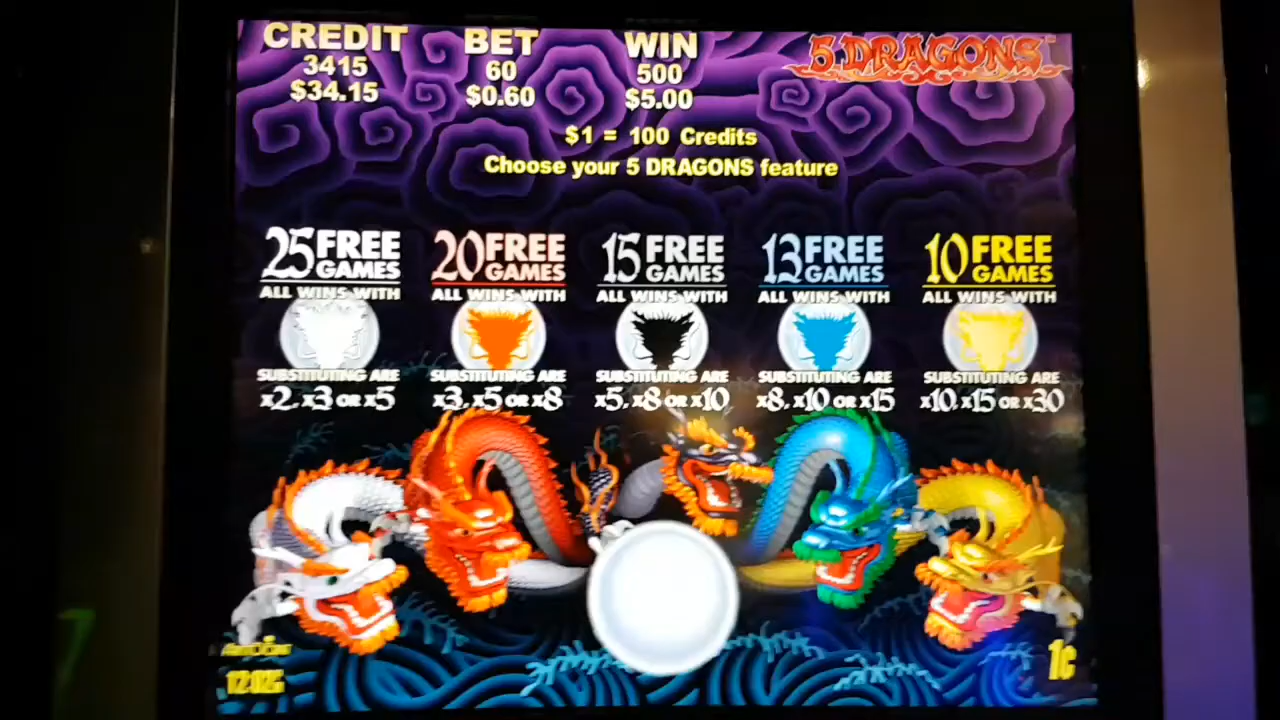 CREDIT BET WIN 5 DRAGONS
3415 60 500
$34.15 $0.60 $5.00
$1 = 100 Credits
Choose your 5 DRAGONS feature
25 FREE GAMES
ALL WINS WITH
SUBSTITUTING ARE
x2, x3 OR x5
20 FREE GAMES
ALL WINS WITH
SUBSTITUTING ARE
x3, x5 OR x8
15 FREE GAMES
ALL WINS WITH
SUBSTITUTING ARE
x5, x8 OR x10
13 FREE GAMES
ALL WINS WITH
SUBSTITUTING ARE
x8, x10 OR x15
10 FREE GAMES
ALL WINS WITH
SUBSTITUTING ARE
x10, x15 OR x30
1c